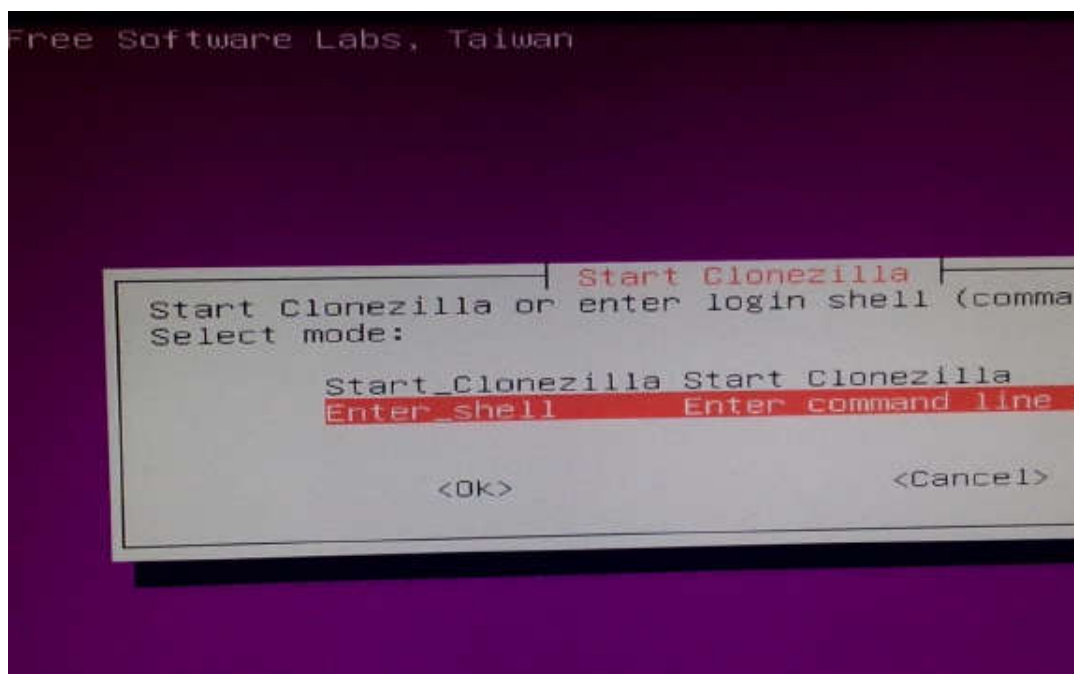 Free Software Labs, Taiwan
Start Clonezilla
Start Clonezilla or enter login shell (comma
Select mode:
Start_Clonezilla Start Clonezilla
Enter_shell Enter command line
<Ok> <Cancel>